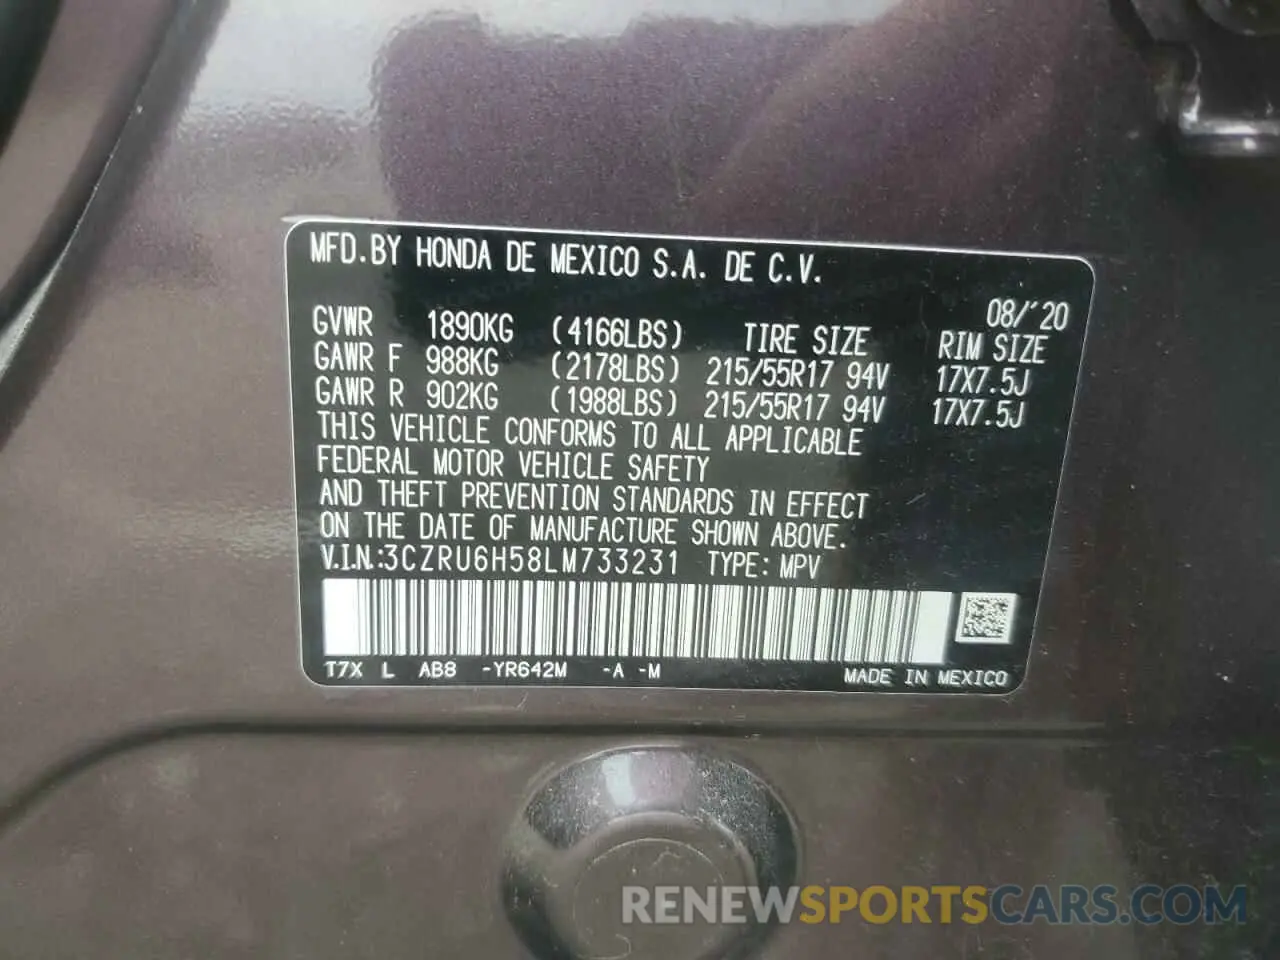 MFD.BY HONDA DE MEXICO S.A. DE C.V.
08/'20
GVWR 1890KG (4166LBS) TIRE SIZE RIM SIZE
GAWR F 988KG (2178LBS) 215/55R17 94V 17X7.5J
GAWR R 902KG (1988LBS) 215/55R17 94V 17X7.5J
THIS VEHICLE CONFORMS TO ALL APPLICABLE
FEDERAL MOTOR VEHICLE SAFETY
AND THEFT PREVENTION STANDARDS IN EFFECT
ON THE DATE OF MANUFACTURE SHOWN ABOVE.
V.I.N.:3CZRU6H58LM733231 TYPE: MPV
T7X L AB8 -YR642M -A -M MADE IN MEXICO
RENEWSPORTSCARS.COM